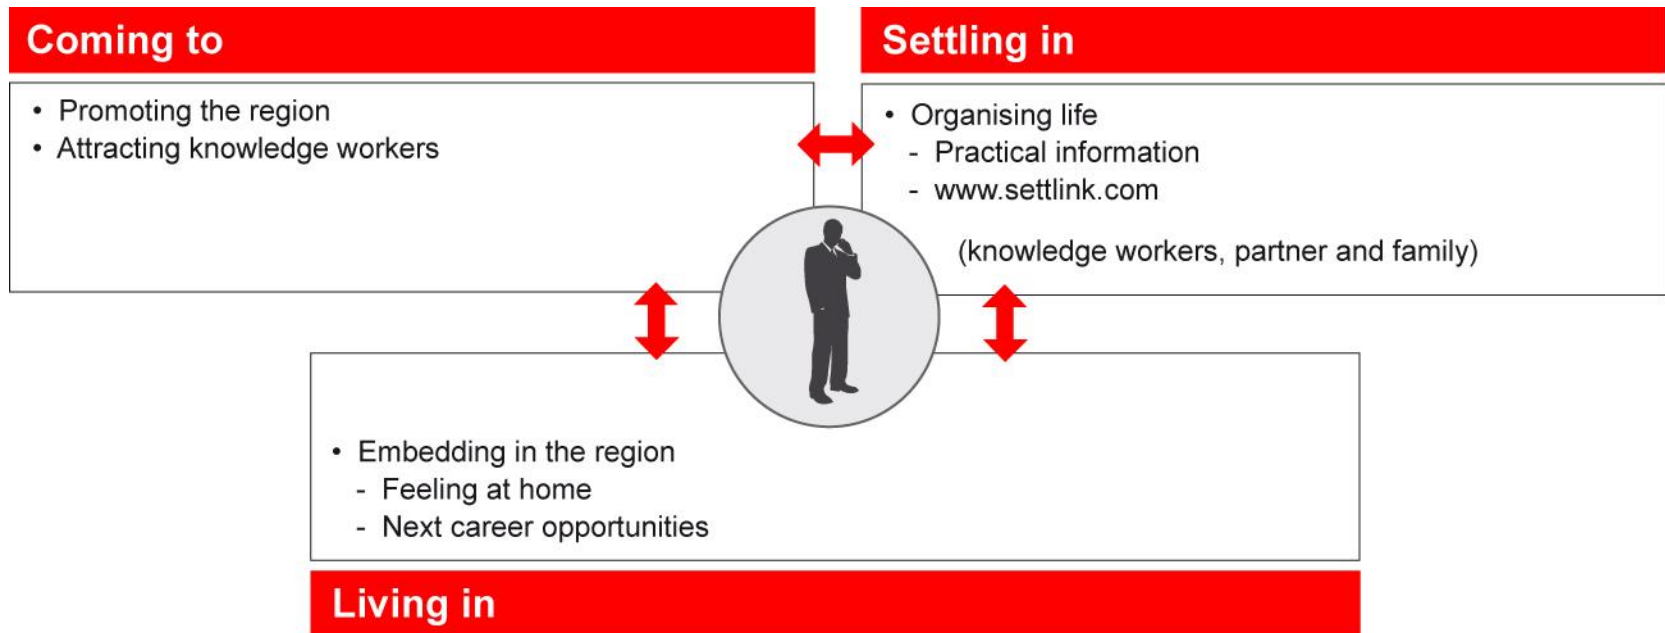 Coming to
• Promoting the region
• Attracting knowledge workers
Settling in
• Organising life
- Practical information
- www.settlink.com
(knowledge workers, partner and family)
• Embedding in the region
- Feeling at home
- Next career opportunities
Living in